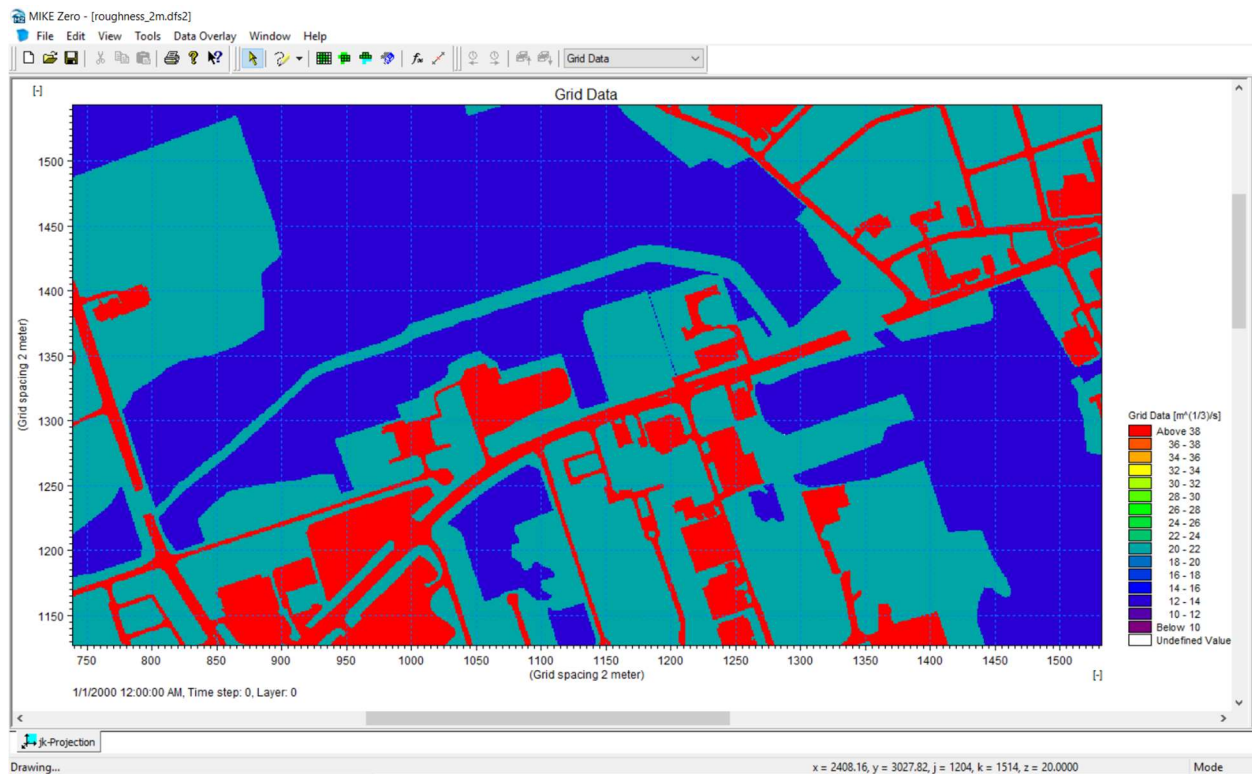 MIKE Zero - [roughness_2m.dfs2]
File Edit View Tools Data Overlay Window Help
Grid Data
[-]
Grid Data
1500
1450
1400
1350
1300
1250
1200
1150
(Grid spacing 2 meter)
750 800 850 900 950 1000 1050 1100 1150 1200 1250 1300 1350 1400 1450 1500
(Grid spacing 2 meter)
[-]
1/1/2000 12:00:00 AM, Time step: 0, Layer: 0
Grid Data [m^(1/3)/s]
Above 38
36 - 38
34 - 36
32 - 34
30 - 32
28 - 30
26 - 28
24 - 26
22 - 24
20 - 22
18 - 20
16 - 18
14 - 16
12 - 14
10 - 12
Below 10
Undefined Value
jk-Projection
Drawing...
x = 2408.16, y = 3027.82, j = 1204, k = 1514, z = 20.0000
Mode